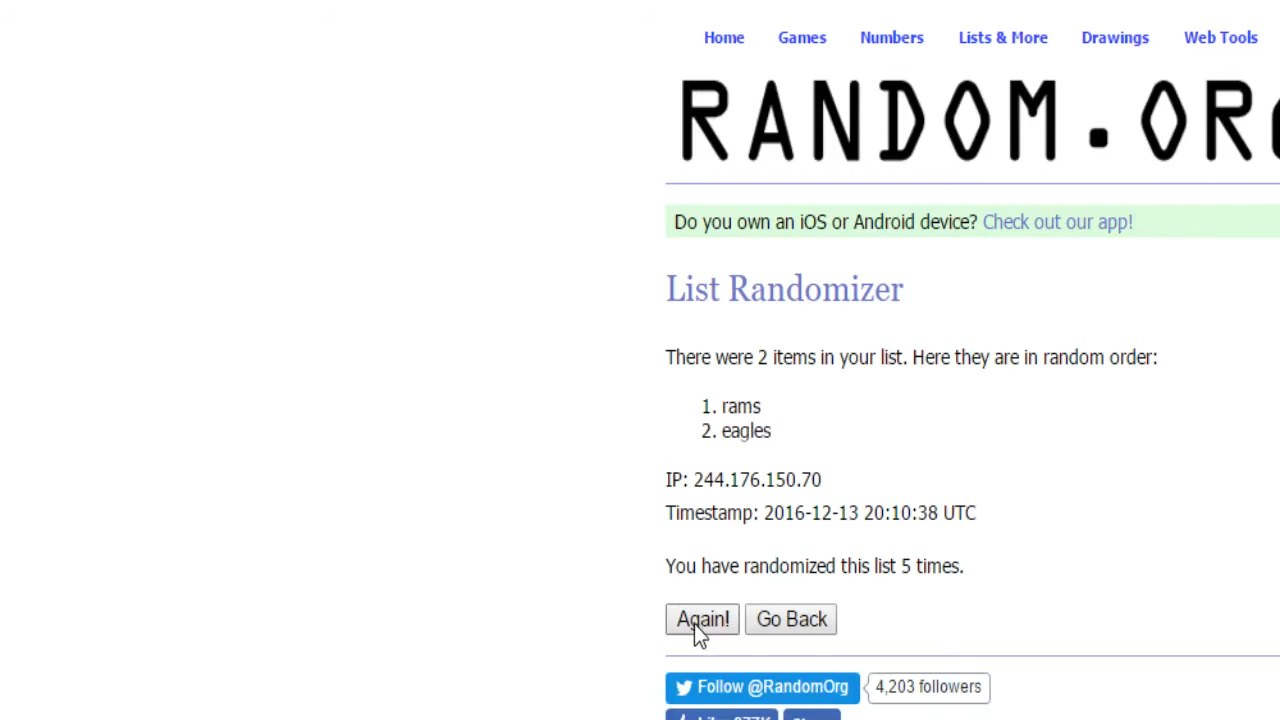 Home Games Numbers Lists & More Drawings Web Tools
RANDOM.ORG
Do you own an iOS or Android device? Check out our app!
List Randomizer
There were 2 items in your list. Here they are in random order:
1. rams
2. eagles
IP: 244.176.150.70
Timestamp: 2016-12-13 20:10:38 UTC
You have randomized this list 5 times.
Again! Go Back
Follow @RandomOrg 4,203 followers